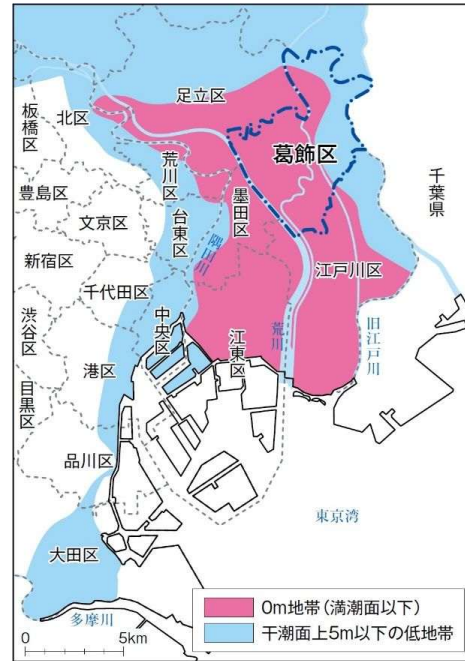 足立区
板橋区
北区
葛飾区
荒川区
千葉県
豊島区
墨田区
文京区
台東区
隅田川
新宿区
江戸川区
千代田区
中央区
渋谷区
江東区
荒川
旧江戸川
港区
目黒区
品川区
東京湾
大田区
0m地帯(満潮面以下)
干潮面上5m以下の低地帯
多摩川
0 5km